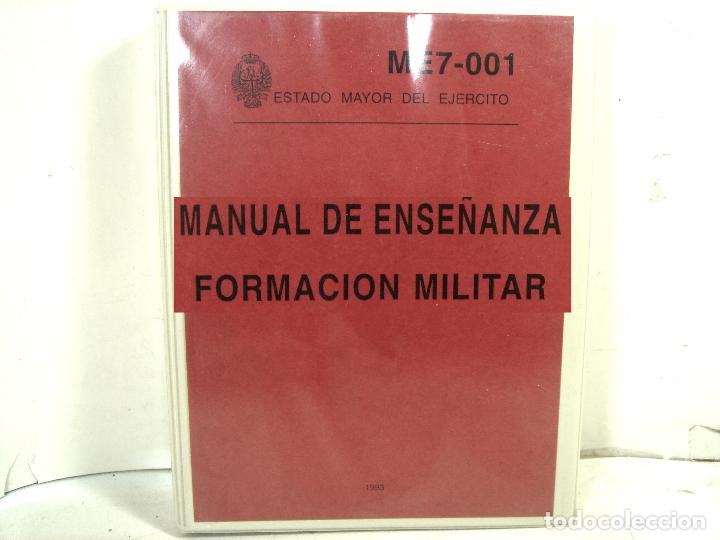 ME7-001
ESTADO MAYOR DEL EJERCITO
MANUAL DE ENSEÑANZA
FORMACION MILITAR
1993
todocoleccion